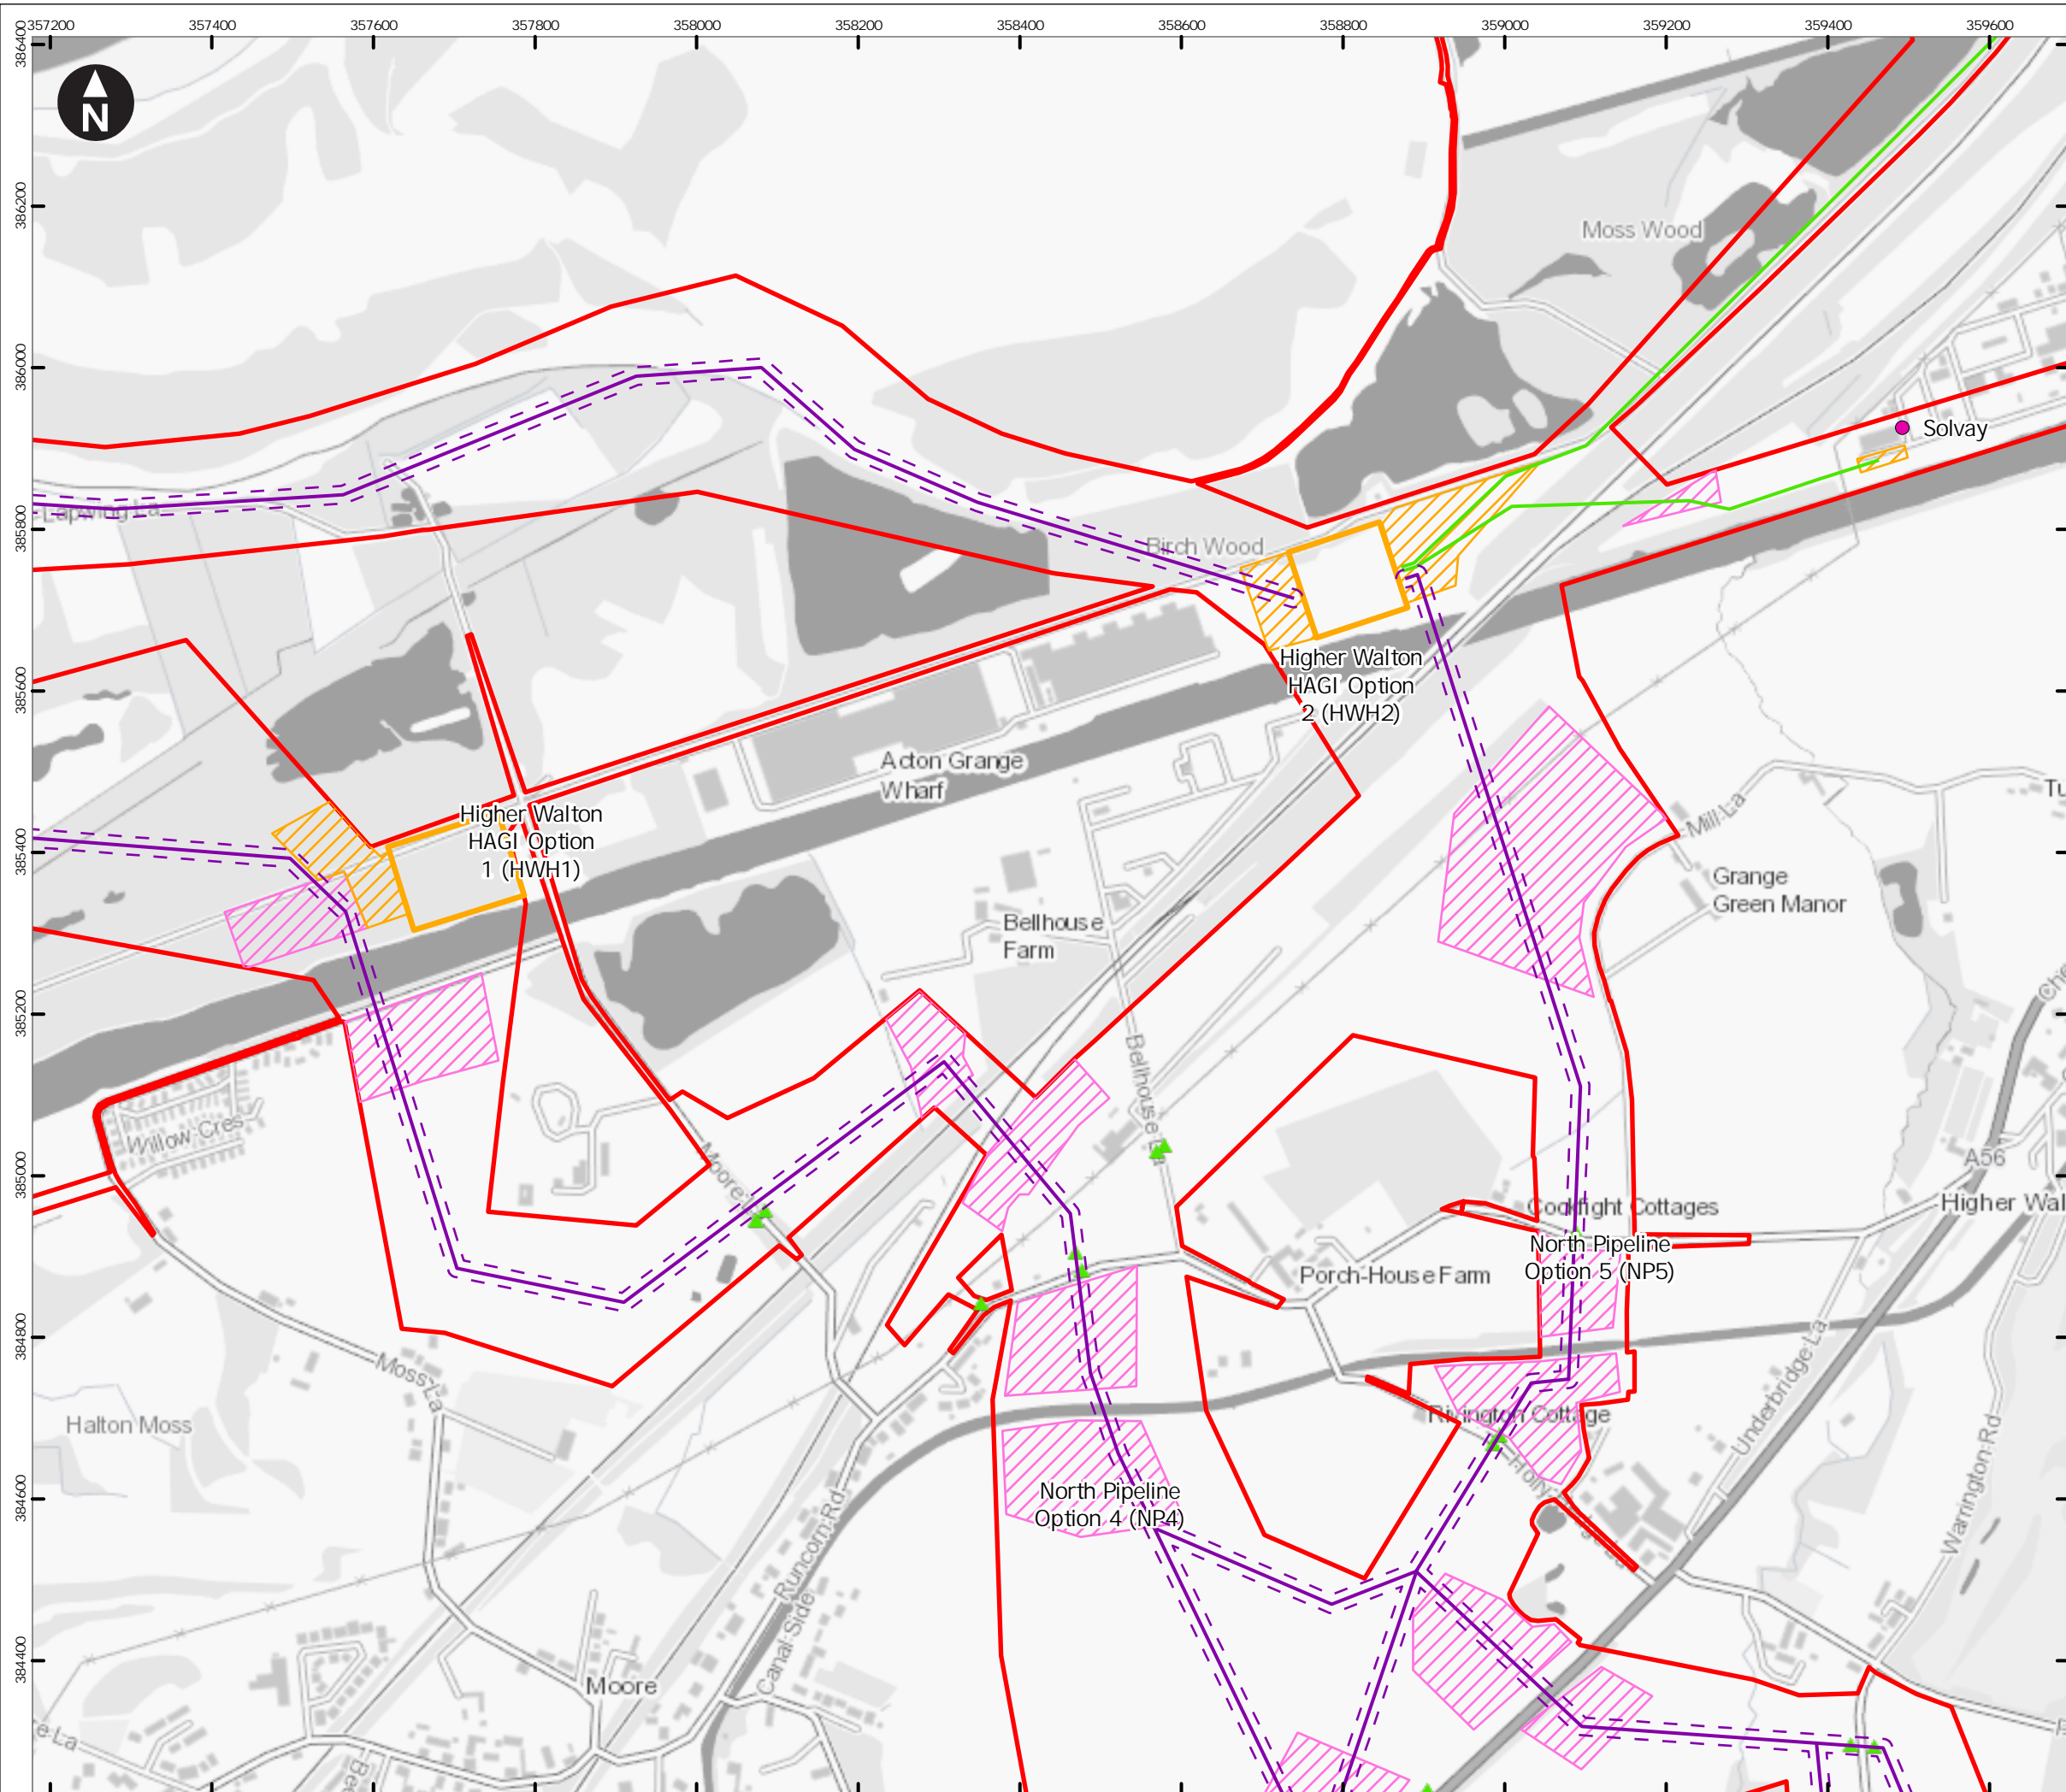 357200 357400 357600 357800 358000 358200 358400 358600 358800 359000 359200 359400 359600
386400
386200
386000
385800
385600
385400
385200
385000
384800
384600
384400
N
Moss Wood
Solvay
Lapwing La
Birch Wood
Higher Walton
HAGI Option
2 (HWH2)
Acton Grange
Wharf
Higher Walton
HAGI Option
1 (HWH1)
Mill La
Grange
Green Manor
Bellhouse
Farm
Bellhouse La
Willow Cres
Moore
A56
Higher Wal
Cockfight Cottages
North Pipeline
Option 5 (NP5)
Porch-House Farm
Moss La
Halton Moss
Underbridge La
Rivington Cottage
Warrington Rd
North Pipeline
Option 4 (NP4)
Runcorn Rd
Canal Side
Moore